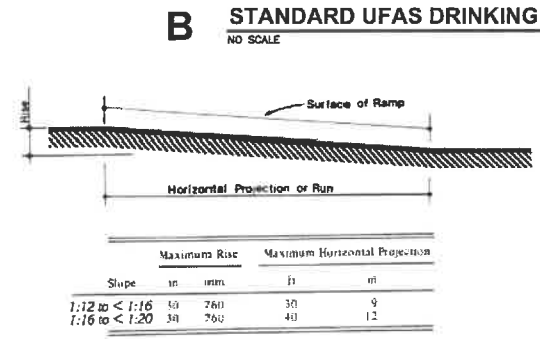 B STANDARD UFAS DRINKING
NO SCALE
Surface of Ramp
Rise
Horizontal Projection or Run
Maximum Rise Maximum Horizontal Projection
Slope in mm ft m
1:12 to < 1:16 30 760 30 9
1:16 to < 1:20 30 760 40 12